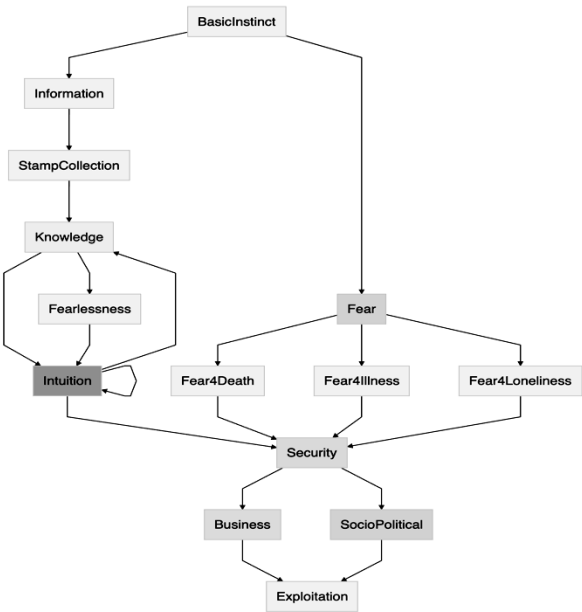 BasicInstinct
Information
StampCollection
Knowledge
Fearlessness
Fear
Intuition
Fear4Death
Fear4Illness
Fear4Loneliness
Security
Business
SocioPolitical
Exploitation